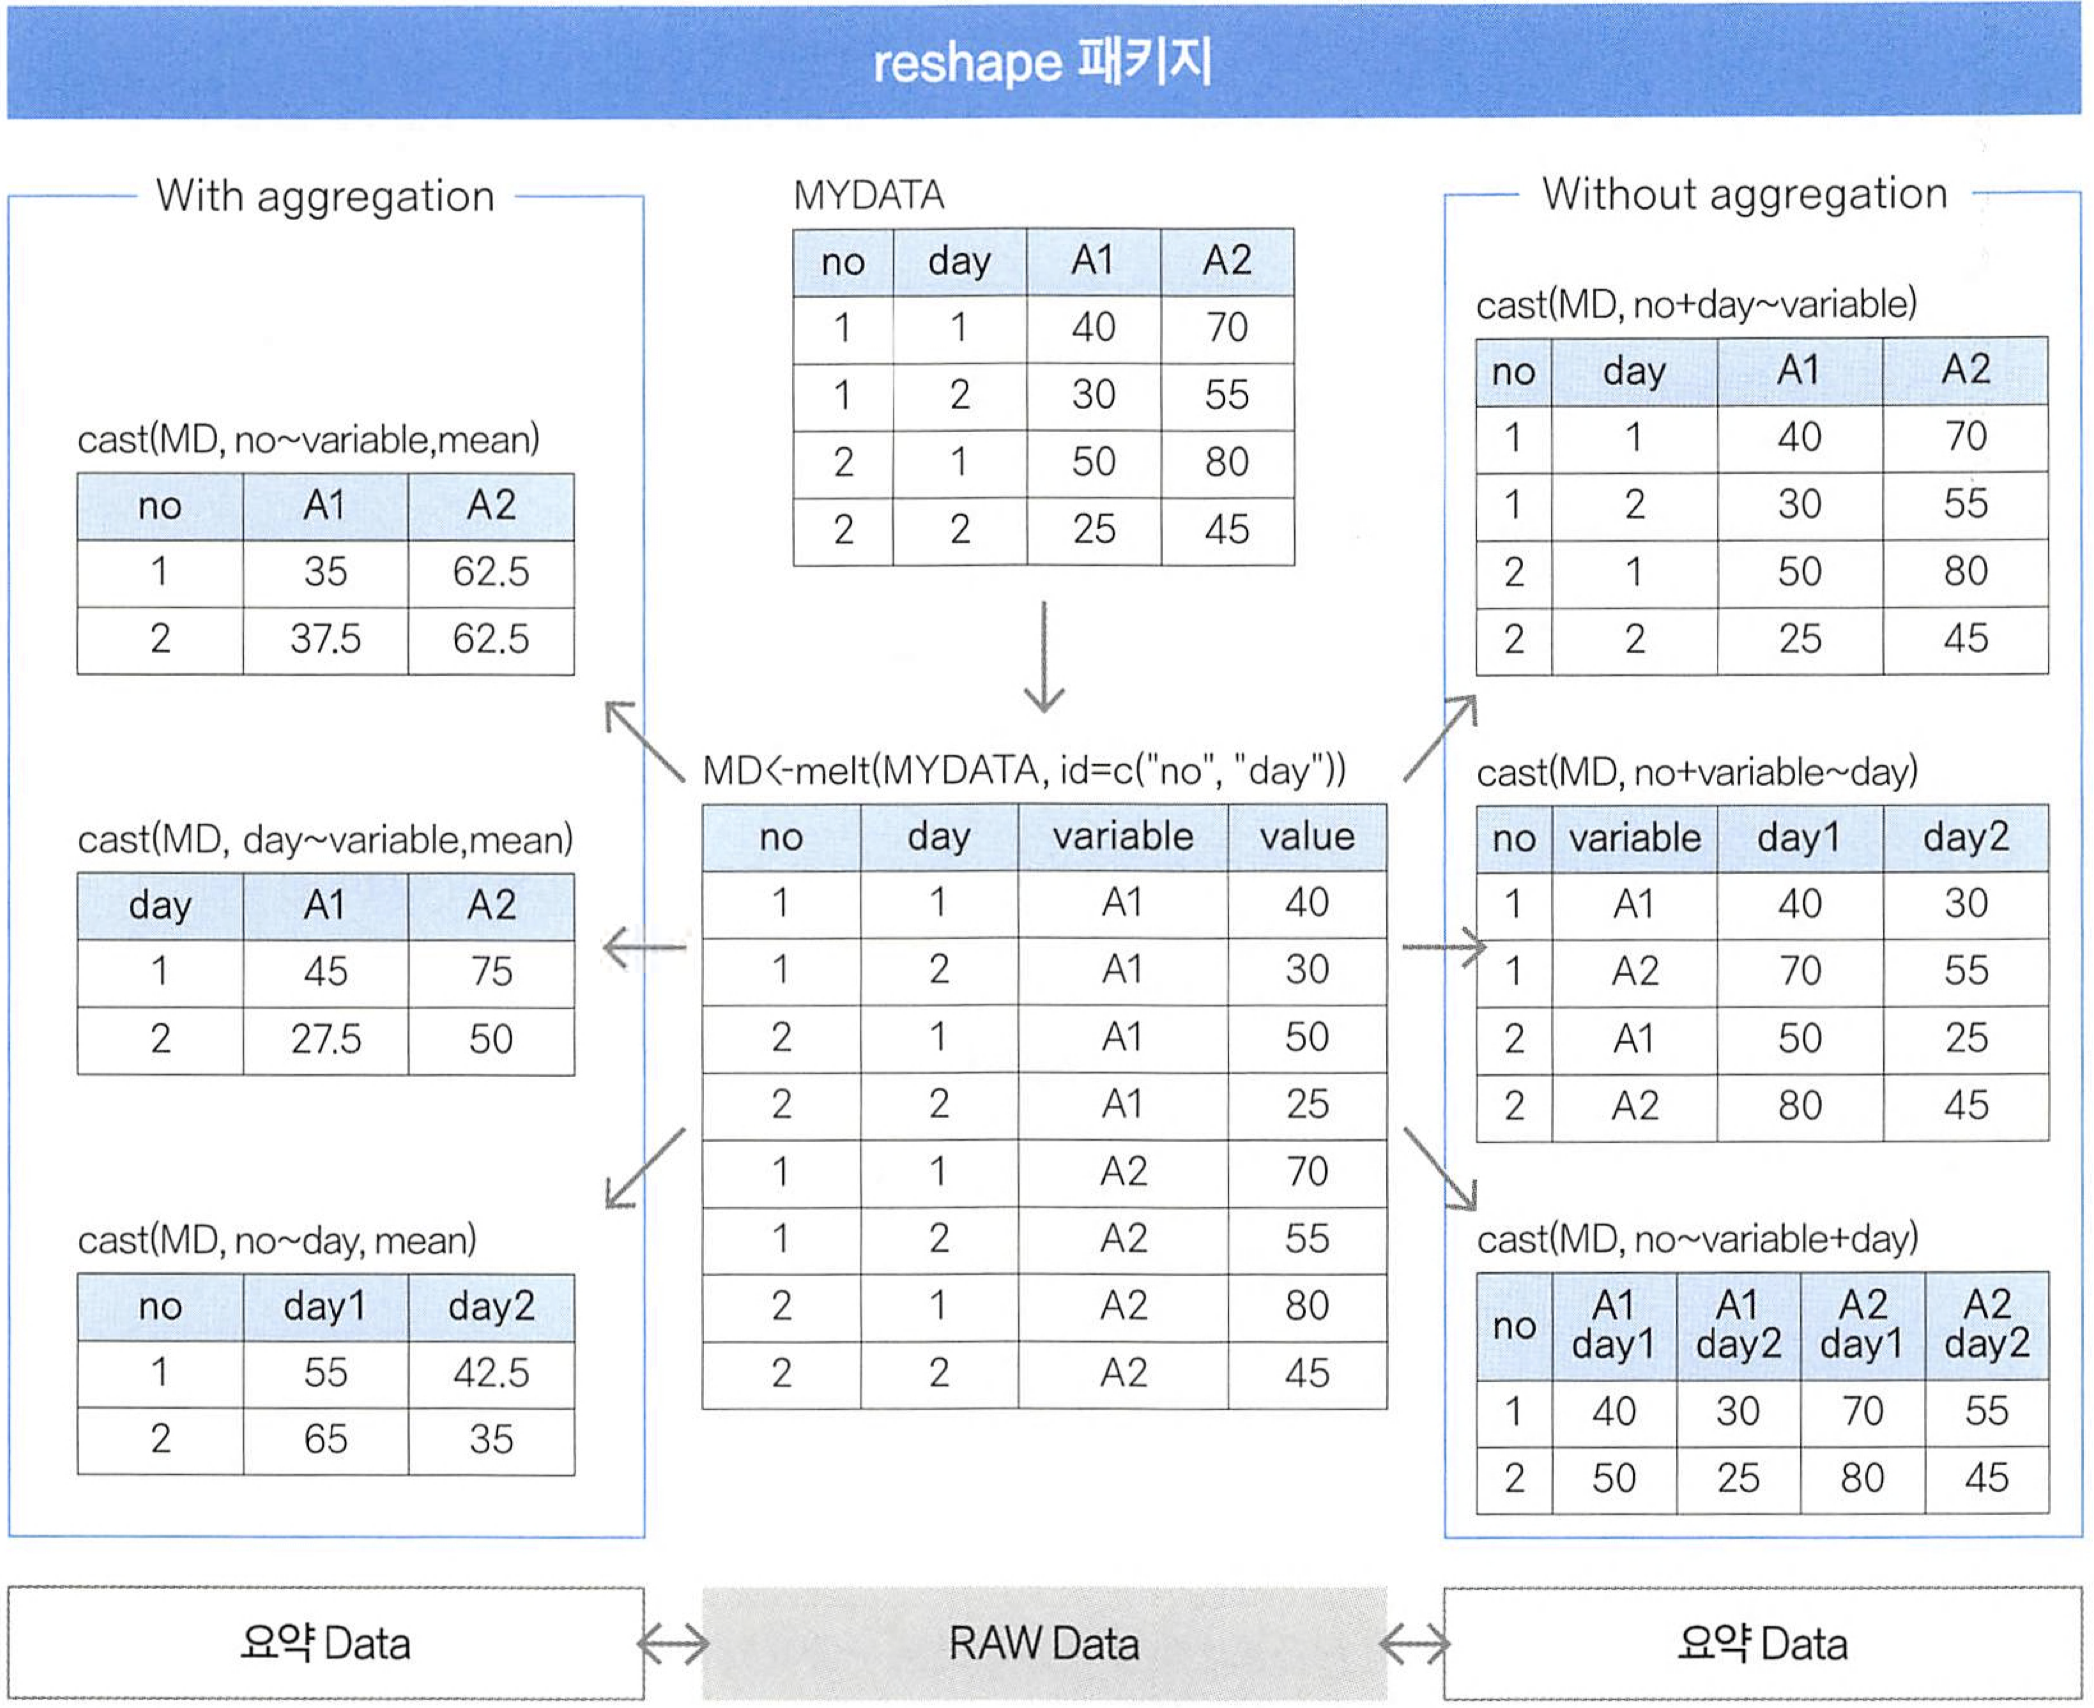 reshape 패키지
With aggregation
cast(MD, no~variable,mean)
no A1 A2
1 35 62.5
2 37.5 62.5
cast(MD, day~variable,mean)
day A1 A2
1 45 75
2 27.5 50
cast(MD, no~day, mean)
no day1 day2
1 55 42.5
2 65 35
MYDATA
no day A1 A2
1 1 40 70
1 2 30 55
2 1 50 80
2 2 25 45
MD<-melt(MYDATA, id=c("no", "day"))
no day variable value
1 1 A1 40
1 2 A1 30
2 1 A1 50
2 2 A1 25
1 1 A2 70
1 2 A2 55
2 1 A2 80
2 2 A2 45
Without aggregation
cast(MD, no+day~variable)
no day A1 A2
1 1 40 70
1 2 30 55
2 1 50 80
2 2 25 45
cast(MD, no+variable~day)
no variable day1 day2
1 A1 40 30
1 A2 70 55
2 A1 50 25
2 A2 80 45
cast(MD, no~variable+day)
no A1 A1 A2 A2
day1 day2 day1 day2
1 40 30 70 55
2 50 25 80 45
요약 Data
RAW Data
요약 Data